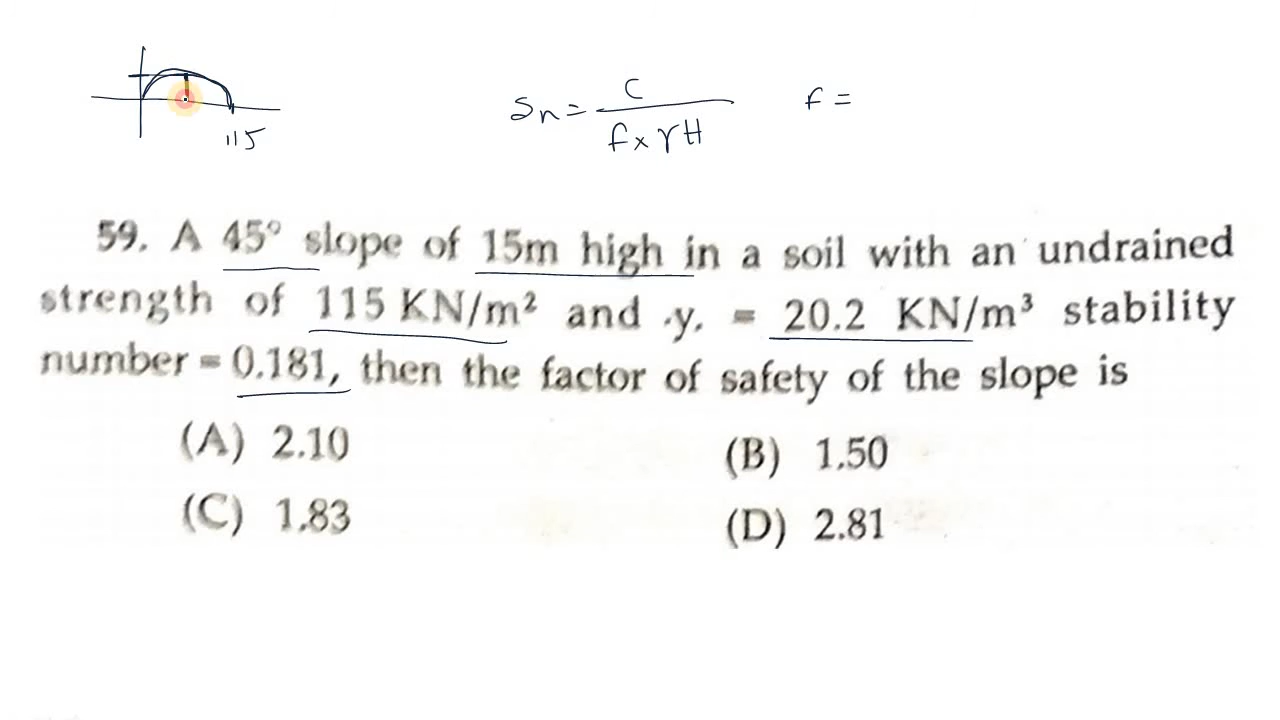 115
Sn = C / f x γH
F =
59. A 45° slope of 15m high in a soil with an undrained
strength of 115 KN/m² and .y. = 20.2 KN/m³ stability
number = 0.181, then the factor of safety of the slope is
(A) 2.10
(B) 1.50
(C) 1.83
(D) 2.81